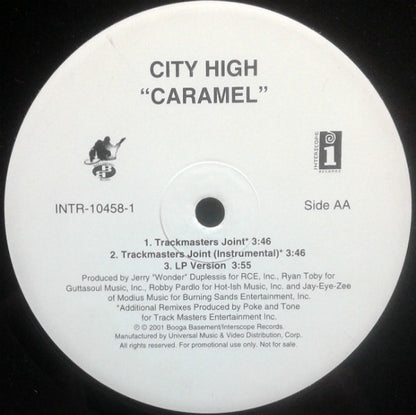 CITY HIGH
“CARAMEL”
INTERSCOPE
RECORDS
INTR-10458-1
Side AA
1. Trackmasters Joint* 3:46
2. Trackmasters Joint (Instrumental)* 3:46
3. LP Version 3:55
Produced by Jerry "Wonder" Duplessis for RCE, Inc., Ryan Toby for
Guttasoul Music, Inc., Robby Pardlo for Hot-Ish Music, Inc. and Jay-Eye-Zee
of Modius Music for Burning Sands Entertainment, Inc.
*Additional Remixes Produced by Poke and Tone
for Track Masters Entertainment Inc.
℗ © 2001 Booga Basement/Interscope Records.
Manufactured by Universal Music & Video Distribution, Corp.
All rights reserved. For promotional use only. Not for sale.